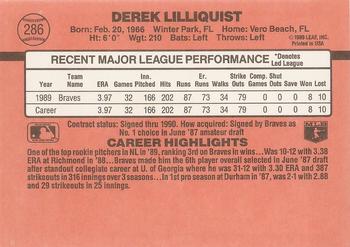 286
DEREK LILLIQUIST
© 1989 LEAF, INC.
PRINTED IN USA
Born: Feb. 20, 1966 Winter Park, FL Home: Vero Beach, FL
Ht: 6'0" Wgt: 210 Bats: Left Throws: Left
RECENT MAJOR LEAGUE PERFORMANCE *Denotes Led League
Year Team Name ERA Games Innings Pitched Hits Er. Runs Strike Outs Walks Comp. Games Shut Outs Saves Won Lost
1989 Braves 3.97 32 166 202 87 73 34 79 0 0 0 8 10
Career 3.97 32 166 202 87 73 34 79 0 0 0 8 10
Contract status: Signed thru 1990. How acquired: Signed by Braves as
No. 1 choice in June '87 amateur draft
MLB
CAREER HIGHLIGHTS
One of the top rookie pitchers in NL in '89, ranking 3rd on Braves in wins...Was 10-12 with 3.38
ERA at Richmond in '88...Braves made him the 6th player overall selected in June '87 draft
after standout collegiate career at U. of Georgia where he was 31-12 with 3.30 ERA and 387
strikeouts in 316 innings over 3 seasons...In 1st pro season at Durham in '87, was 2-1 with 2.88
and 29 strikeouts in 25 innings.